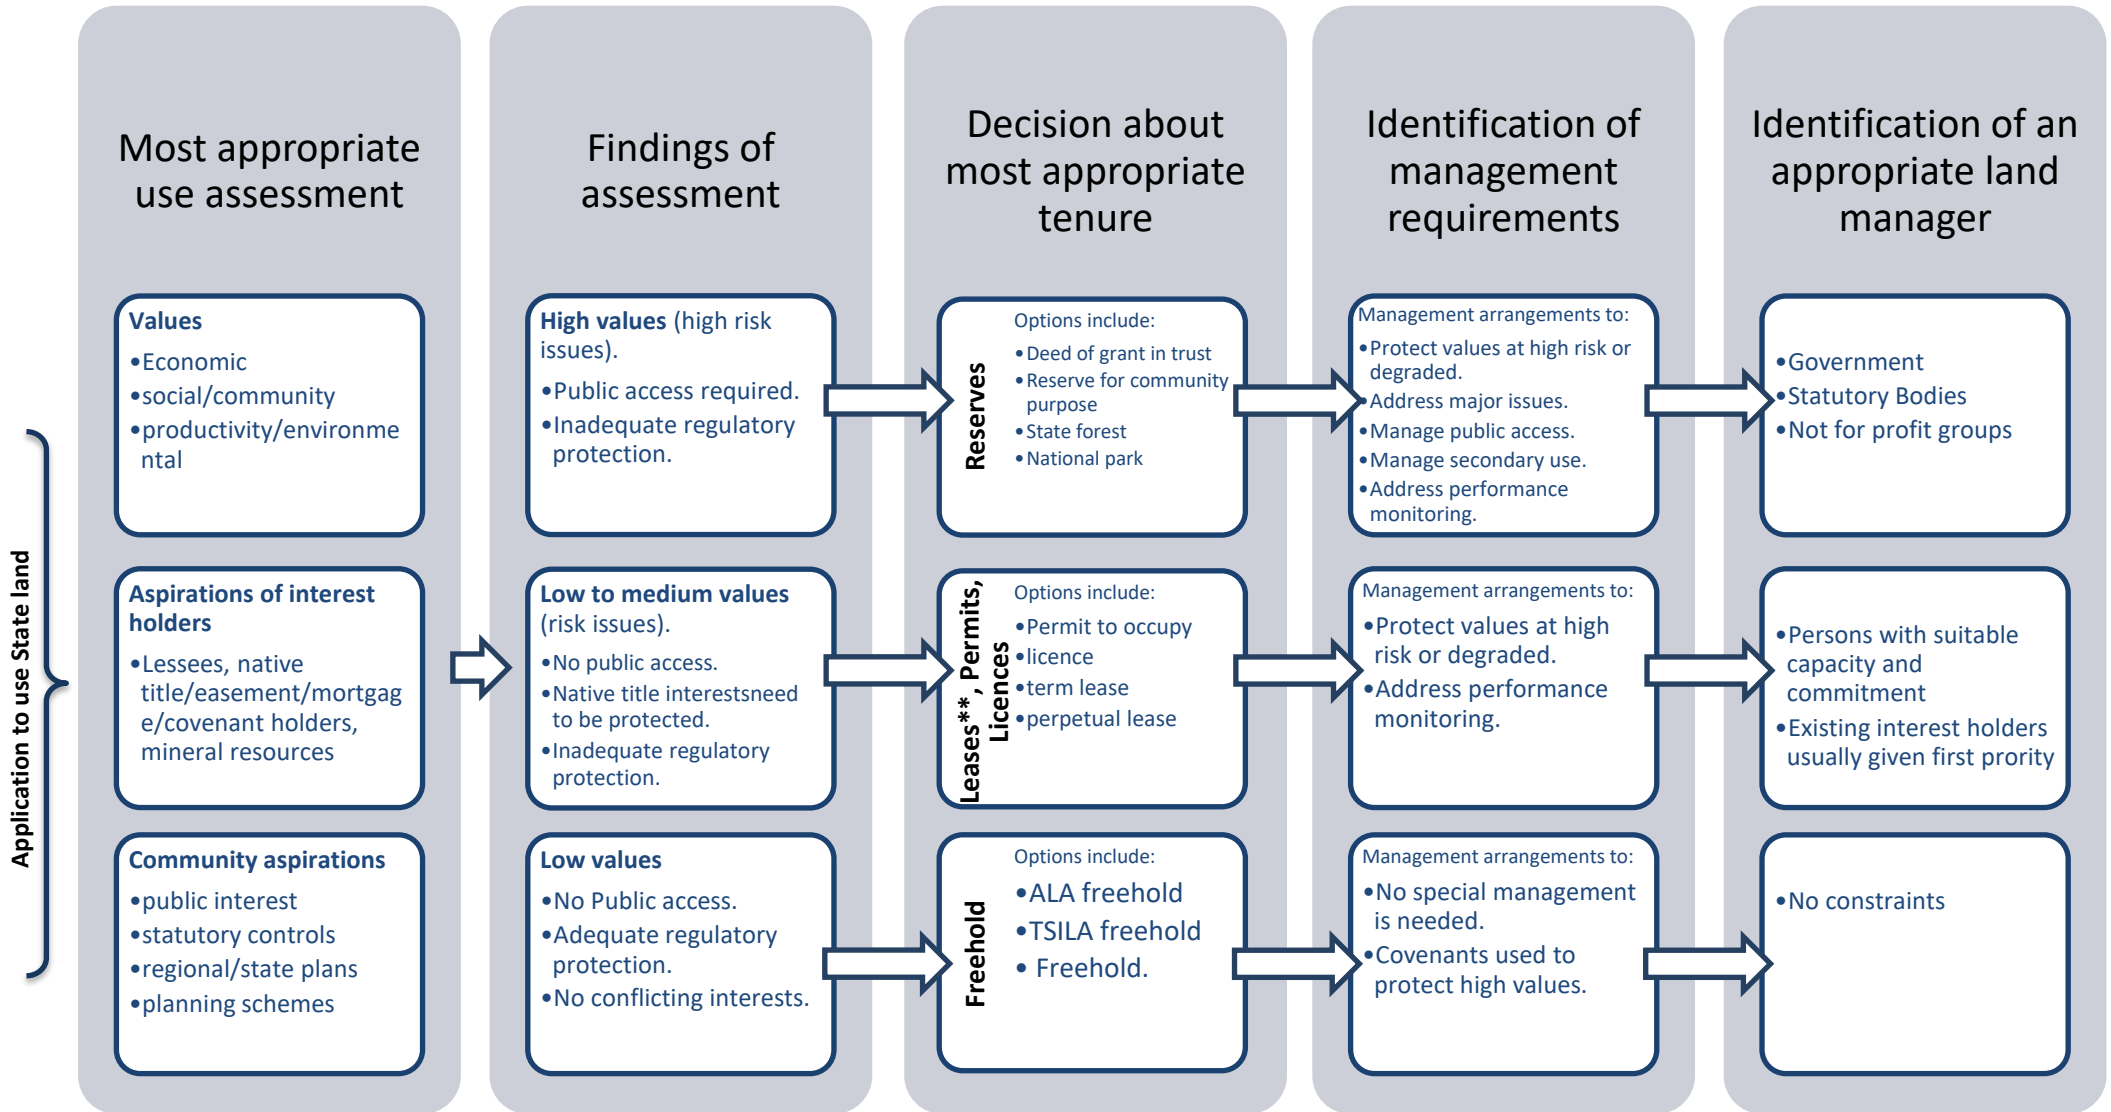 Application to use State land
Most appropriate
use assessment
Values
•Economic
•social/community
•productivity/environme
ntal
Aspirations of interest
holders
•Lessees, native
title/easement/mortgag
e/covenant holders,
mineral resources
Community aspirations
•public interest
•statutory controls
•regional/state plans
•planning schemes
Findings of
assessment
High values (high risk
issues).
•Public access required.
•Inadequate regulatory
protection.
Low to medium values
(risk issues).
•No public access.
•Native title interestsneed
to be protected.
•Inadequate regulatory
protection.
Low values
•No Public access.
•Adequate regulatory
protection.
•No conflicting interests.
Decision about
most appropriate
tenure
Reserves
Options include:
•Deed of grant in trust
•Reserve for community
purpose
•State forest
•National park
Leases**, Permits,
Licences
Options include:
•Permit to occupy
•licence
•term lease
•perpetual lease
Freehold
Options include:
•ALA freehold
•TSILA freehold
• Freehold.
Identification of
management
requirements
Management arrangements to:
•Protect values at high risk or
degraded.
•Address major issues.
•Manage public access.
•Manage secondary use.
•Address performance
monitoring.
Management arrangements to:
•Protect values at high
risk or degraded.
•Address performance
monitoring.
Management arrangements to:
•No special management
is needed.
•Covenants used to
protect high values.
Identification of an
appropriate land
manager
•Government
•Statutory Bodies
•Not for profit groups
•Persons with suitable
capacity and
commitment
•Existing interest holders
usually given first prority
•No constraints